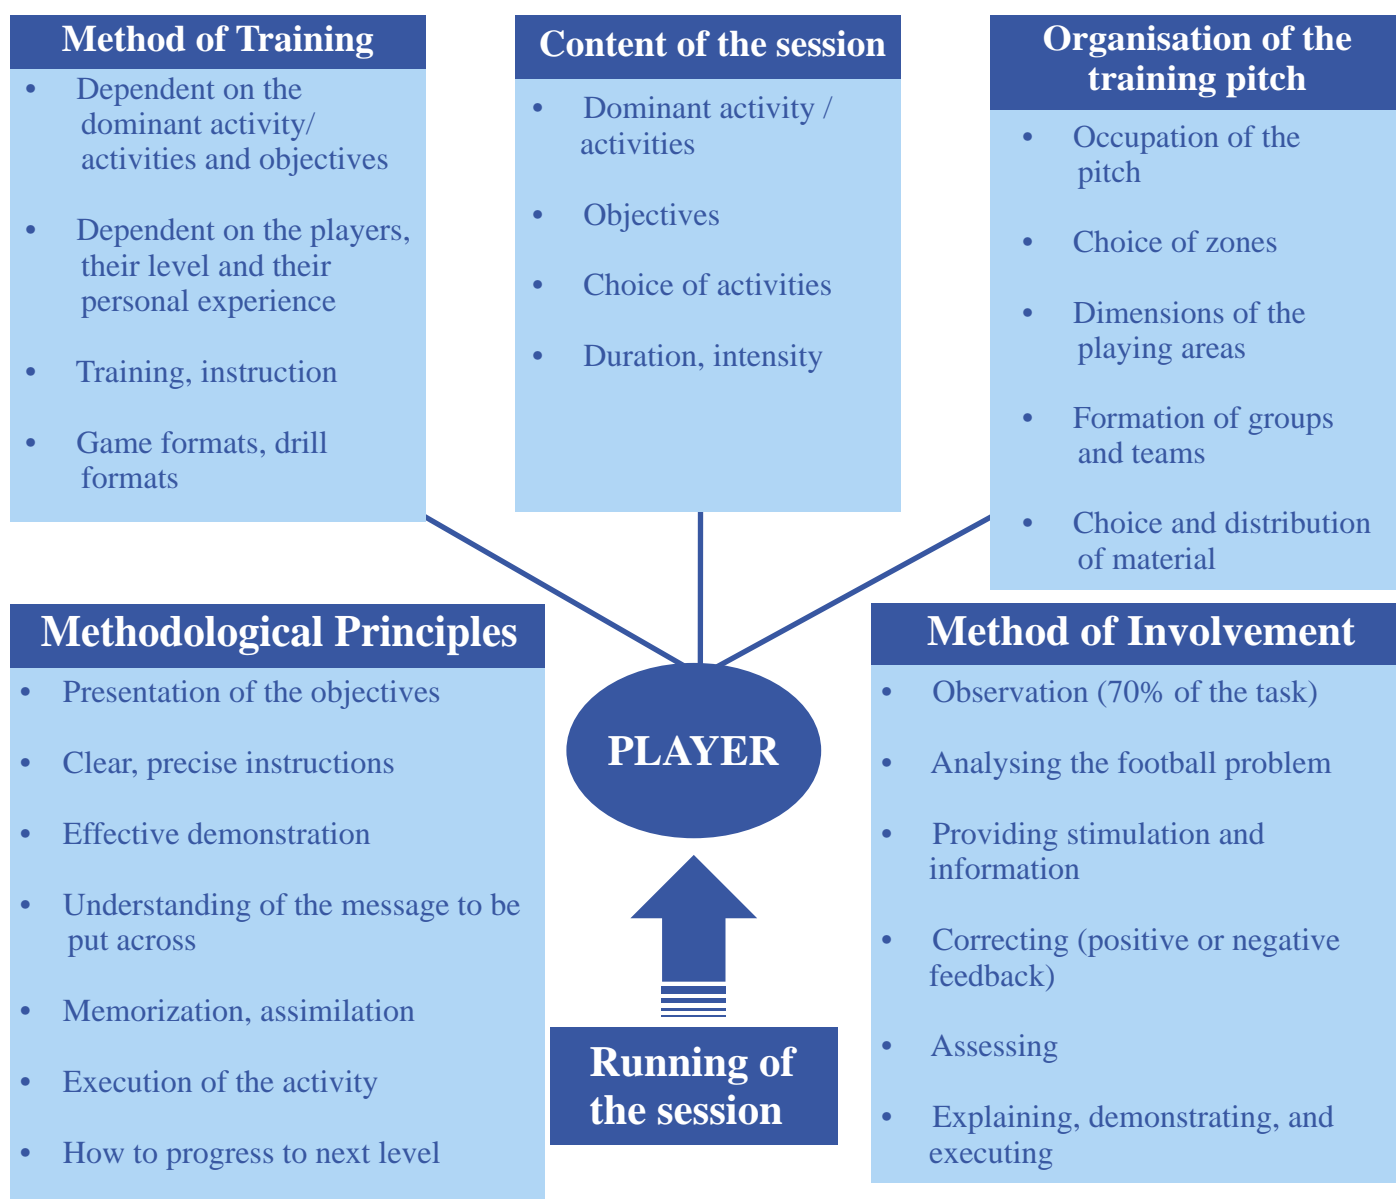 Method of Training
• Dependent on the
dominant activity/
activities and objectives
• Dependent on the players,
their level and their
personal experience
• Training, instruction
• Game formats, drill
formats
Content of the session
• Dominant activity /
activities
• Objectives
• Choice of activities
• Duration, intensity
Organisation of the
training pitch
• Occupation of the
pitch
• Choice of zones
• Dimensions of the
playing areas
• Formation of groups
and teams
• Choice and distribution
of material
Methodological Principles
• Presentation of the objectives
• Clear, precise instructions
• Effective demonstration
• Understanding of the message to be
put across
• Memorization, assimilation
• Execution of the activity
• How to progress to next level
PLAYER
Running of
the session
Method of Involvement
• Observation (70% of the task)
• Analysing the football problem
• Providing stimulation and
information
• Correcting (positive or negative
feedback)
• Assessing
• Explaining, demonstrating, and
executing